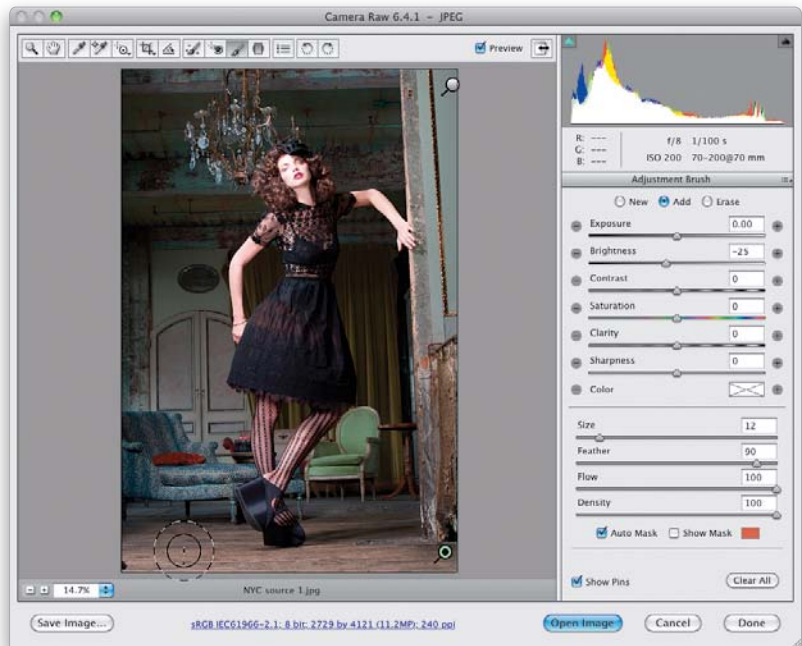 Camera Raw 6.4.1 – JPEG
Preview
R: ---
G: ---
B: ---
f/8 1/100 s
ISO 200 70-200@70 mm
Adjustment Brush
New Add Erase
Exposure 0.00
Brightness -25
Contrast 0
Saturation 0
Clarity 0
Sharpness 0
Color
Size 12
Feather 90
Flow 100
Density 100
Auto Mask Show Mask
Show Pins Clear All
14.7% NYC source 1.jpg
Save Image... sRGB IEC61966-2.1; 8 bit; 2729 by 4121 (11.2MP); 240 ppi Open Image Cancel Done